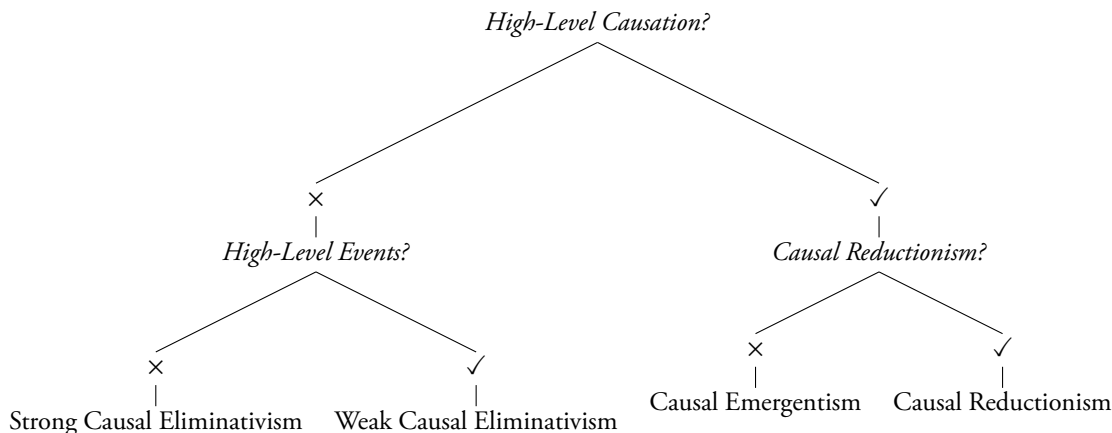 High-Level Causation?
× ✓
High-Level Events? Causal Reductionism?
× ✓ × ✓
Strong Causal Eliminativism Weak Causal Eliminativism Causal Emergentism Causal Reductionism